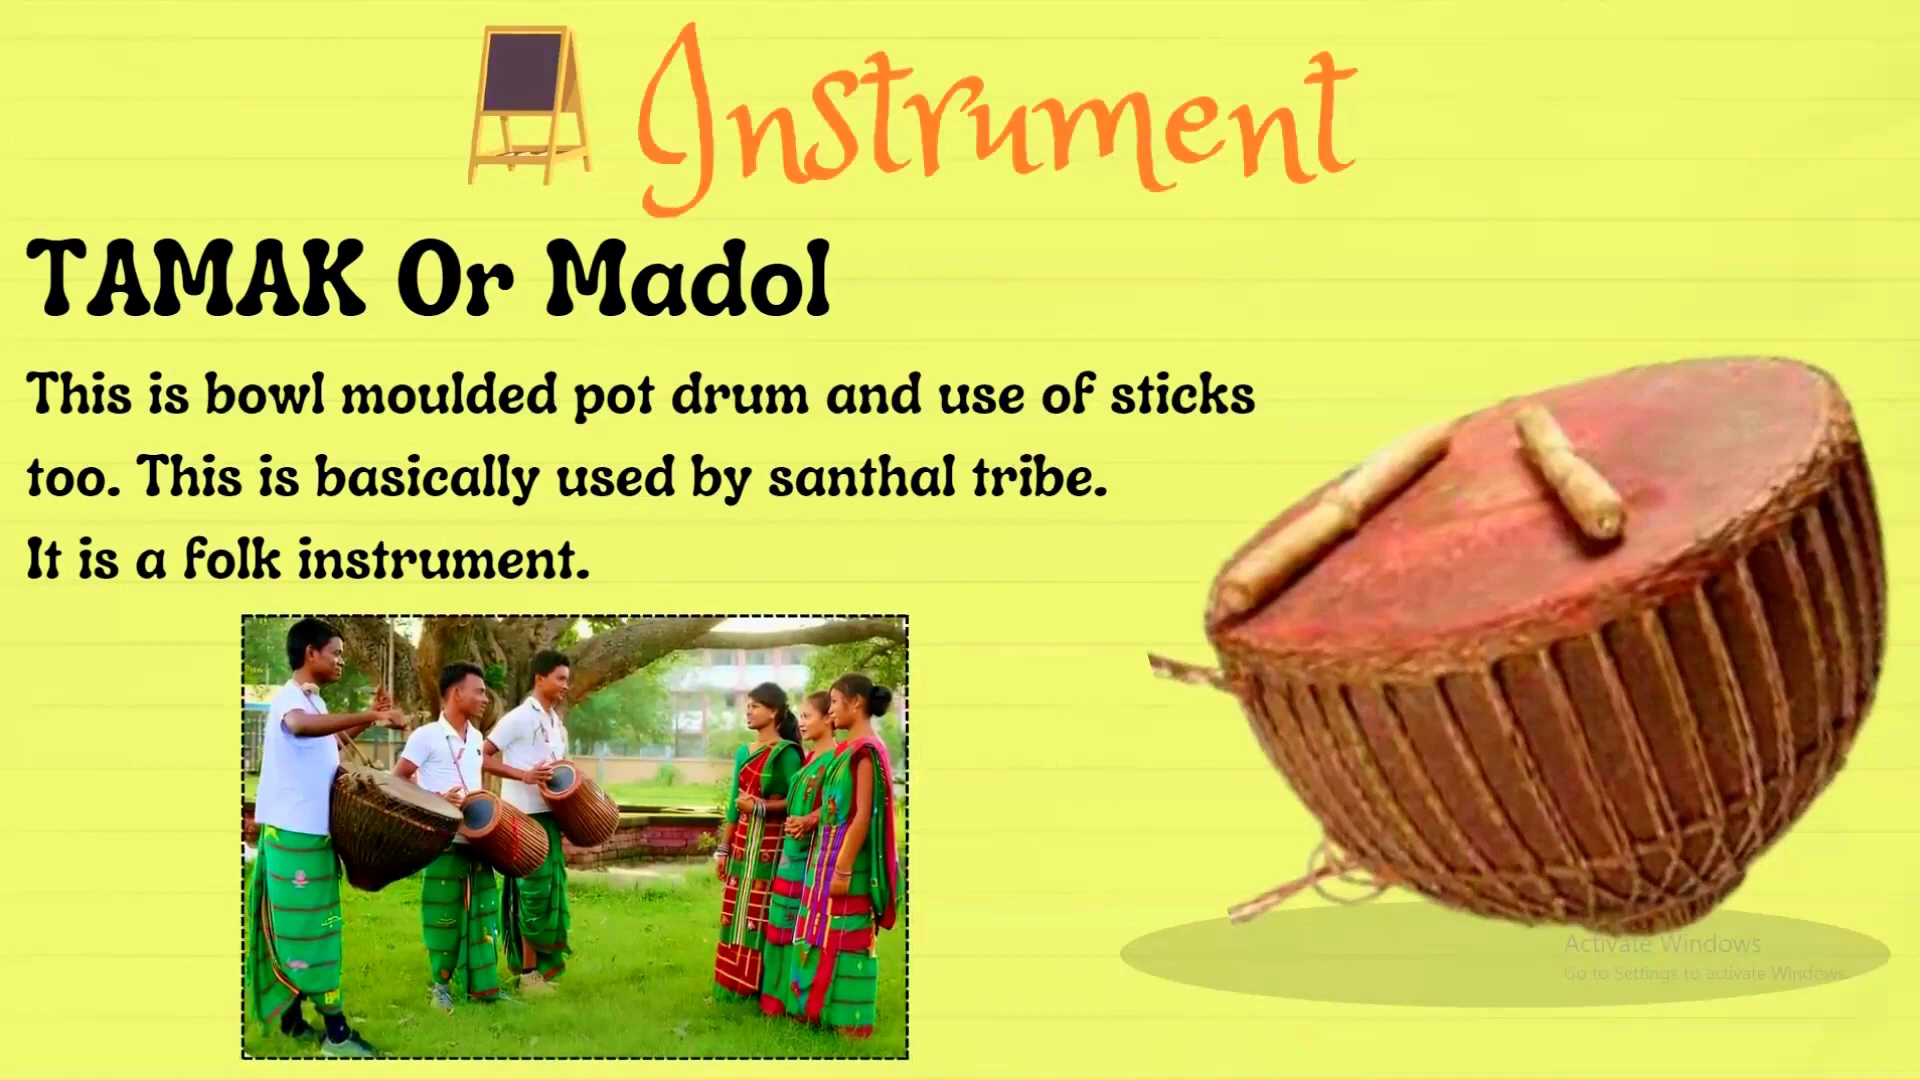 Instrument
TAMAK Or Madol
This is bowl moulded pot drum and use of sticks
too. This is basically used by santhal tribe.
It is a folk instrument.
Activate Windows
Go to Settings to activate Windows.